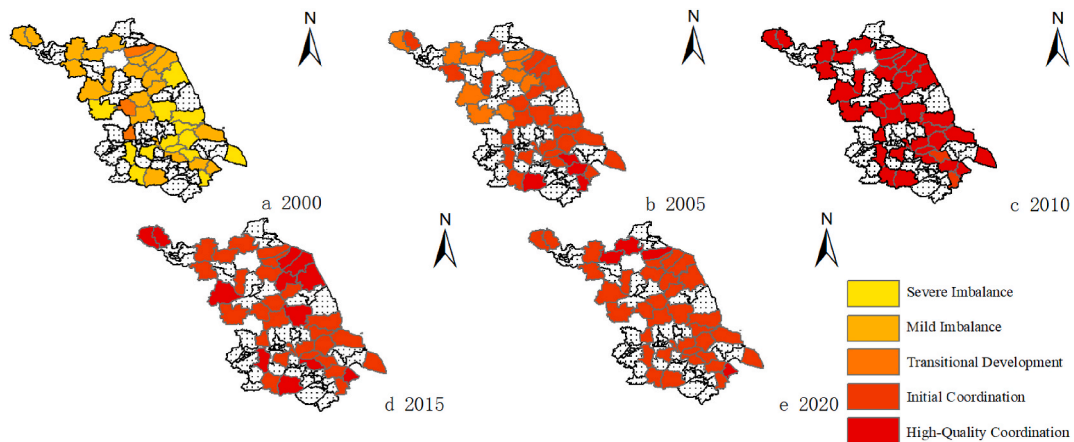 N
N
N
a 2000
b 2005
c 2010
N
N
Severe Imbalance
Mild Imbalance
Transitional Development
Initial Coordination
High-Quality Coordination
d 2015
e 2020